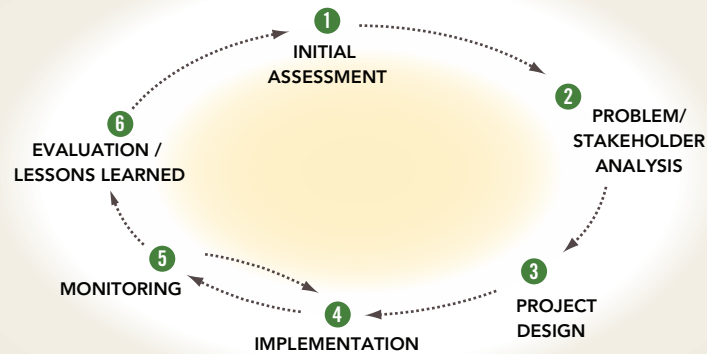 1
INITIAL
ASSESSMENT
2
PROBLEM/
STAKEHOLDER
ANALYSIS
3
PROJECT
DESIGN
4
IMPLEMENTATION
5
MONITORING
6
EVALUATION /
LESSONS LEARNED